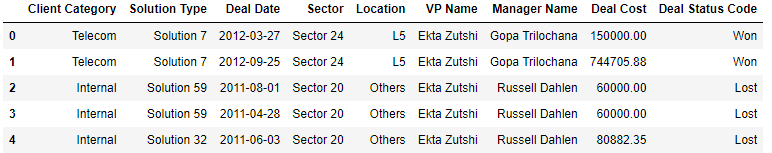 Client Category Solution Type Deal Date Sector Location VP Name Manager Name Deal Cost Deal Status Code
0 Telecom Solution 7 2012-03-27 Sector 24 L5 Ekta Zutshi Gopa Trilochana 150000.00 Won
1 Telecom Solution 7 2012-09-25 Sector 24 L5 Ekta Zutshi Gopa Trilochana 744705.88 Won
2 Internal Solution 59 2011-08-01 Sector 20 Others Ekta Zutshi Russell Dahlen 60000.00 Lost
3 Internal Solution 59 2011-04-28 Sector 20 Others Ekta Zutshi Russell Dahlen 60000.00 Lost
4 Internal Solution 32 2011-06-03 Sector 20 Others Ekta Zutshi Russell Dahlen 80882.35 Lost